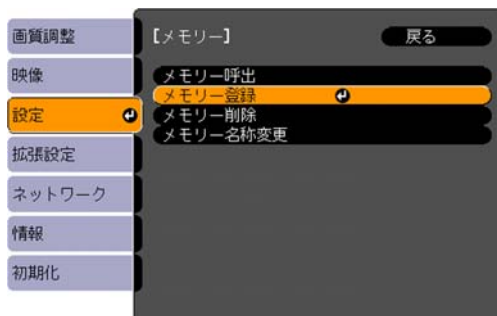 画質調整
映像
設定
拡張設定
ネットワーク
情報
初期化
【メモリー】
戻る
メモリー呼出
メモリー登録
メモリー削除
メモリー名称変更